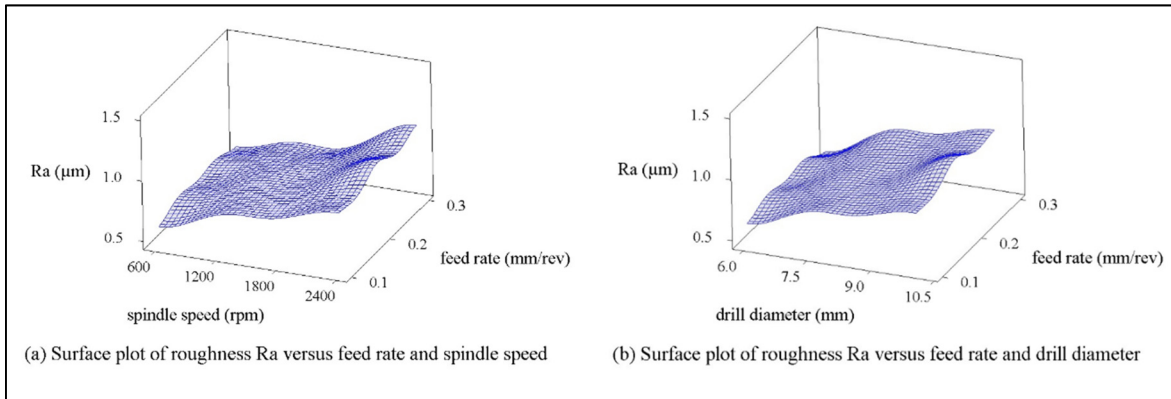 1.5
Ra (µm)
1.0
0.5
600
1200
1800
2400
0.1
0.2
0.3
feed rate (mm/rev)
spindle speed (rpm)
(a) Surface plot of roughness Ra versus feed rate and spindle speed
1.5
Ra (µm)
1.0
0.5
6.0
7.5
9.0
10.5
0.1
0.2
0.3
feed rate (mm/rev)
drill diameter (mm)
(b) Surface plot of roughness Ra versus feed rate and drill diameter